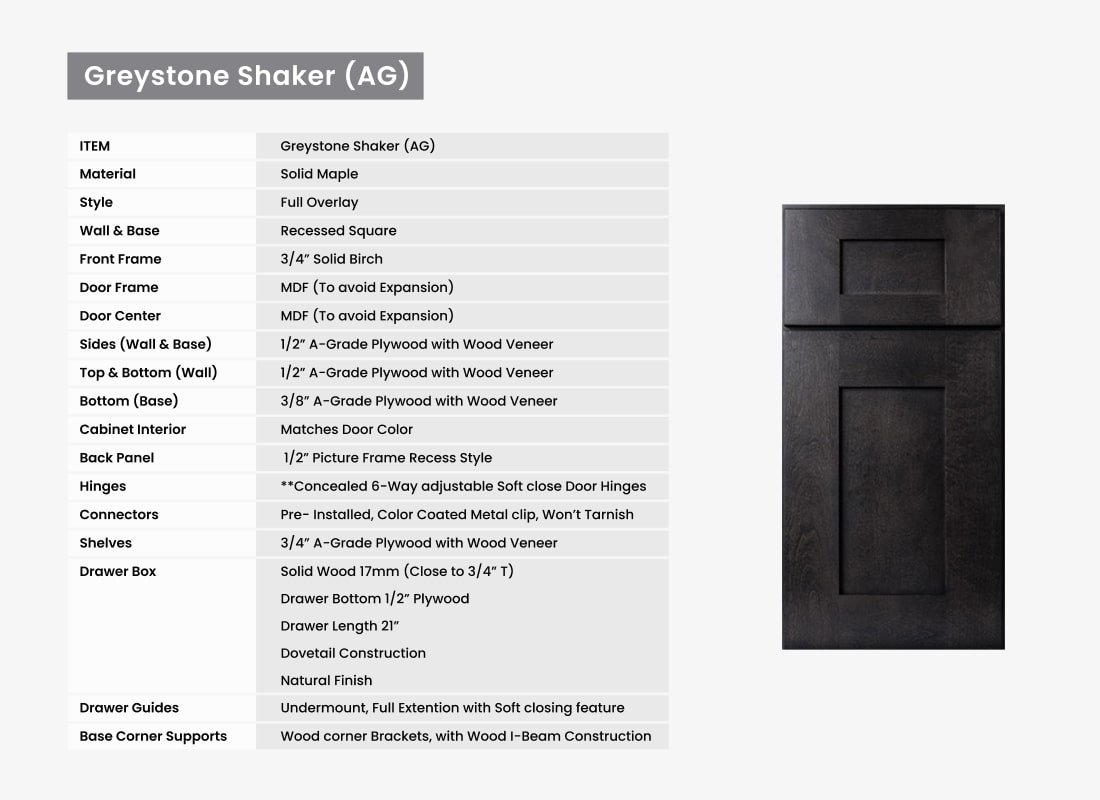 Greystone Shaker (AG)
ITEM Greystone Shaker (AG)
Material Solid Maple
Style Full Overlay
Wall & Base Recessed Square
Front Frame 3/4” Solid Birch
Door Frame MDF (To avoid Expansion)
Door Center MDF (To avoid Expansion)
Sides (Wall & Base) 1/2” A-Grade Plywood with Wood Veneer
Top & Bottom (Wall) 1/2” A-Grade Plywood with Wood Veneer
Bottom (Base) 3/8” A-Grade Plywood with Wood Veneer
Cabinet Interior Matches Door Color
Back Panel 1/2” Picture Frame Recess Style
Hinges **Concealed 6-Way adjustable Soft close Door Hinges
Connectors Pre- Installed, Color Coated Metal clip, Won’t Tarnish
Shelves 3/4” A-Grade Plywood with Wood Veneer
Drawer Box Solid Wood 17mm (Close to 3/4” T)
Drawer Bottom 1/2” Plywood
Drawer Length 21”
Dovetail Construction
Natural Finish
Drawer Guides Undermount, Full Extention with Soft closing feature
Base Corner Supports Wood corner Brackets, with Wood I-Beam Construction